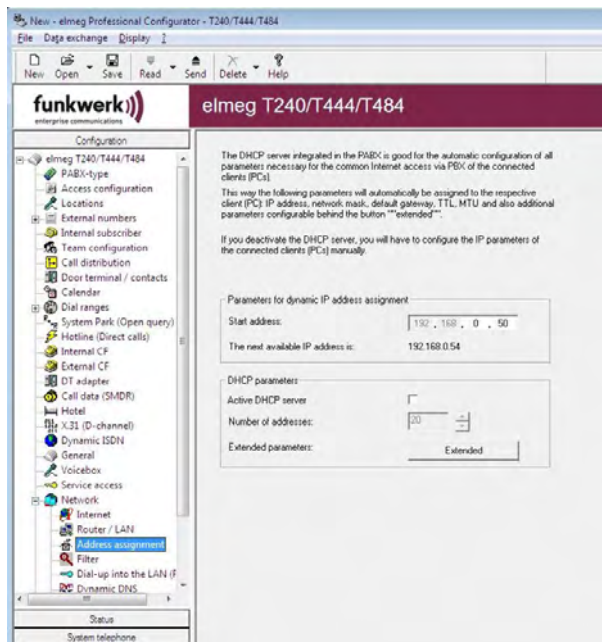 New - elmeg Professional Configurator - T240/T444/T484
File Data exchange Display ?
New Open Save Read Send Delete Help
funkwerk
enterprise communications
elmeg T240/T444/T484
Configuration
elmeg T240/T444/T484
PABX-type
Access configuration
Locations
External numbers
Internal subscriber
Team configuration
Call distribution
Door terminal / contacts
Calendar
Dial ranges
System Park (Open query)
Hotline (Direct calls)
Internal CF
External CF
DT adapter
Call data (SMDR)
Hotel
X.31 (D-channel)
Dynamic ISDN
General
Voicebox
Service access
Network
Internet
Router / LAN
Address assignment
Filter
Dial-up into the LAN (F
Dynamic DNS
Status
System telephone
The DHCP server integrated in the PABX is good for the automatic configuration of all
parameters necessary for the common Internet access via PBX of the connected
clients (PCs).
This way the following parameters will automatically be assigned to the respective
client (PC): IP address, network mask, default gateway, TTL, MTU and also additional
parameters configurable behind the button ""extended"".
If you deactivate the DHCP server, you will have to configure the IP parameters of
the connected clients (PCs) manually.
Parameters for dynamic IP address assignment
Start address: 192 . 168 . 0 . 50
The next available IP address is: 192.168.0.54
DHCP parameters
Active DHCP server
Number of addresses: 20
Extended parameters: Extended